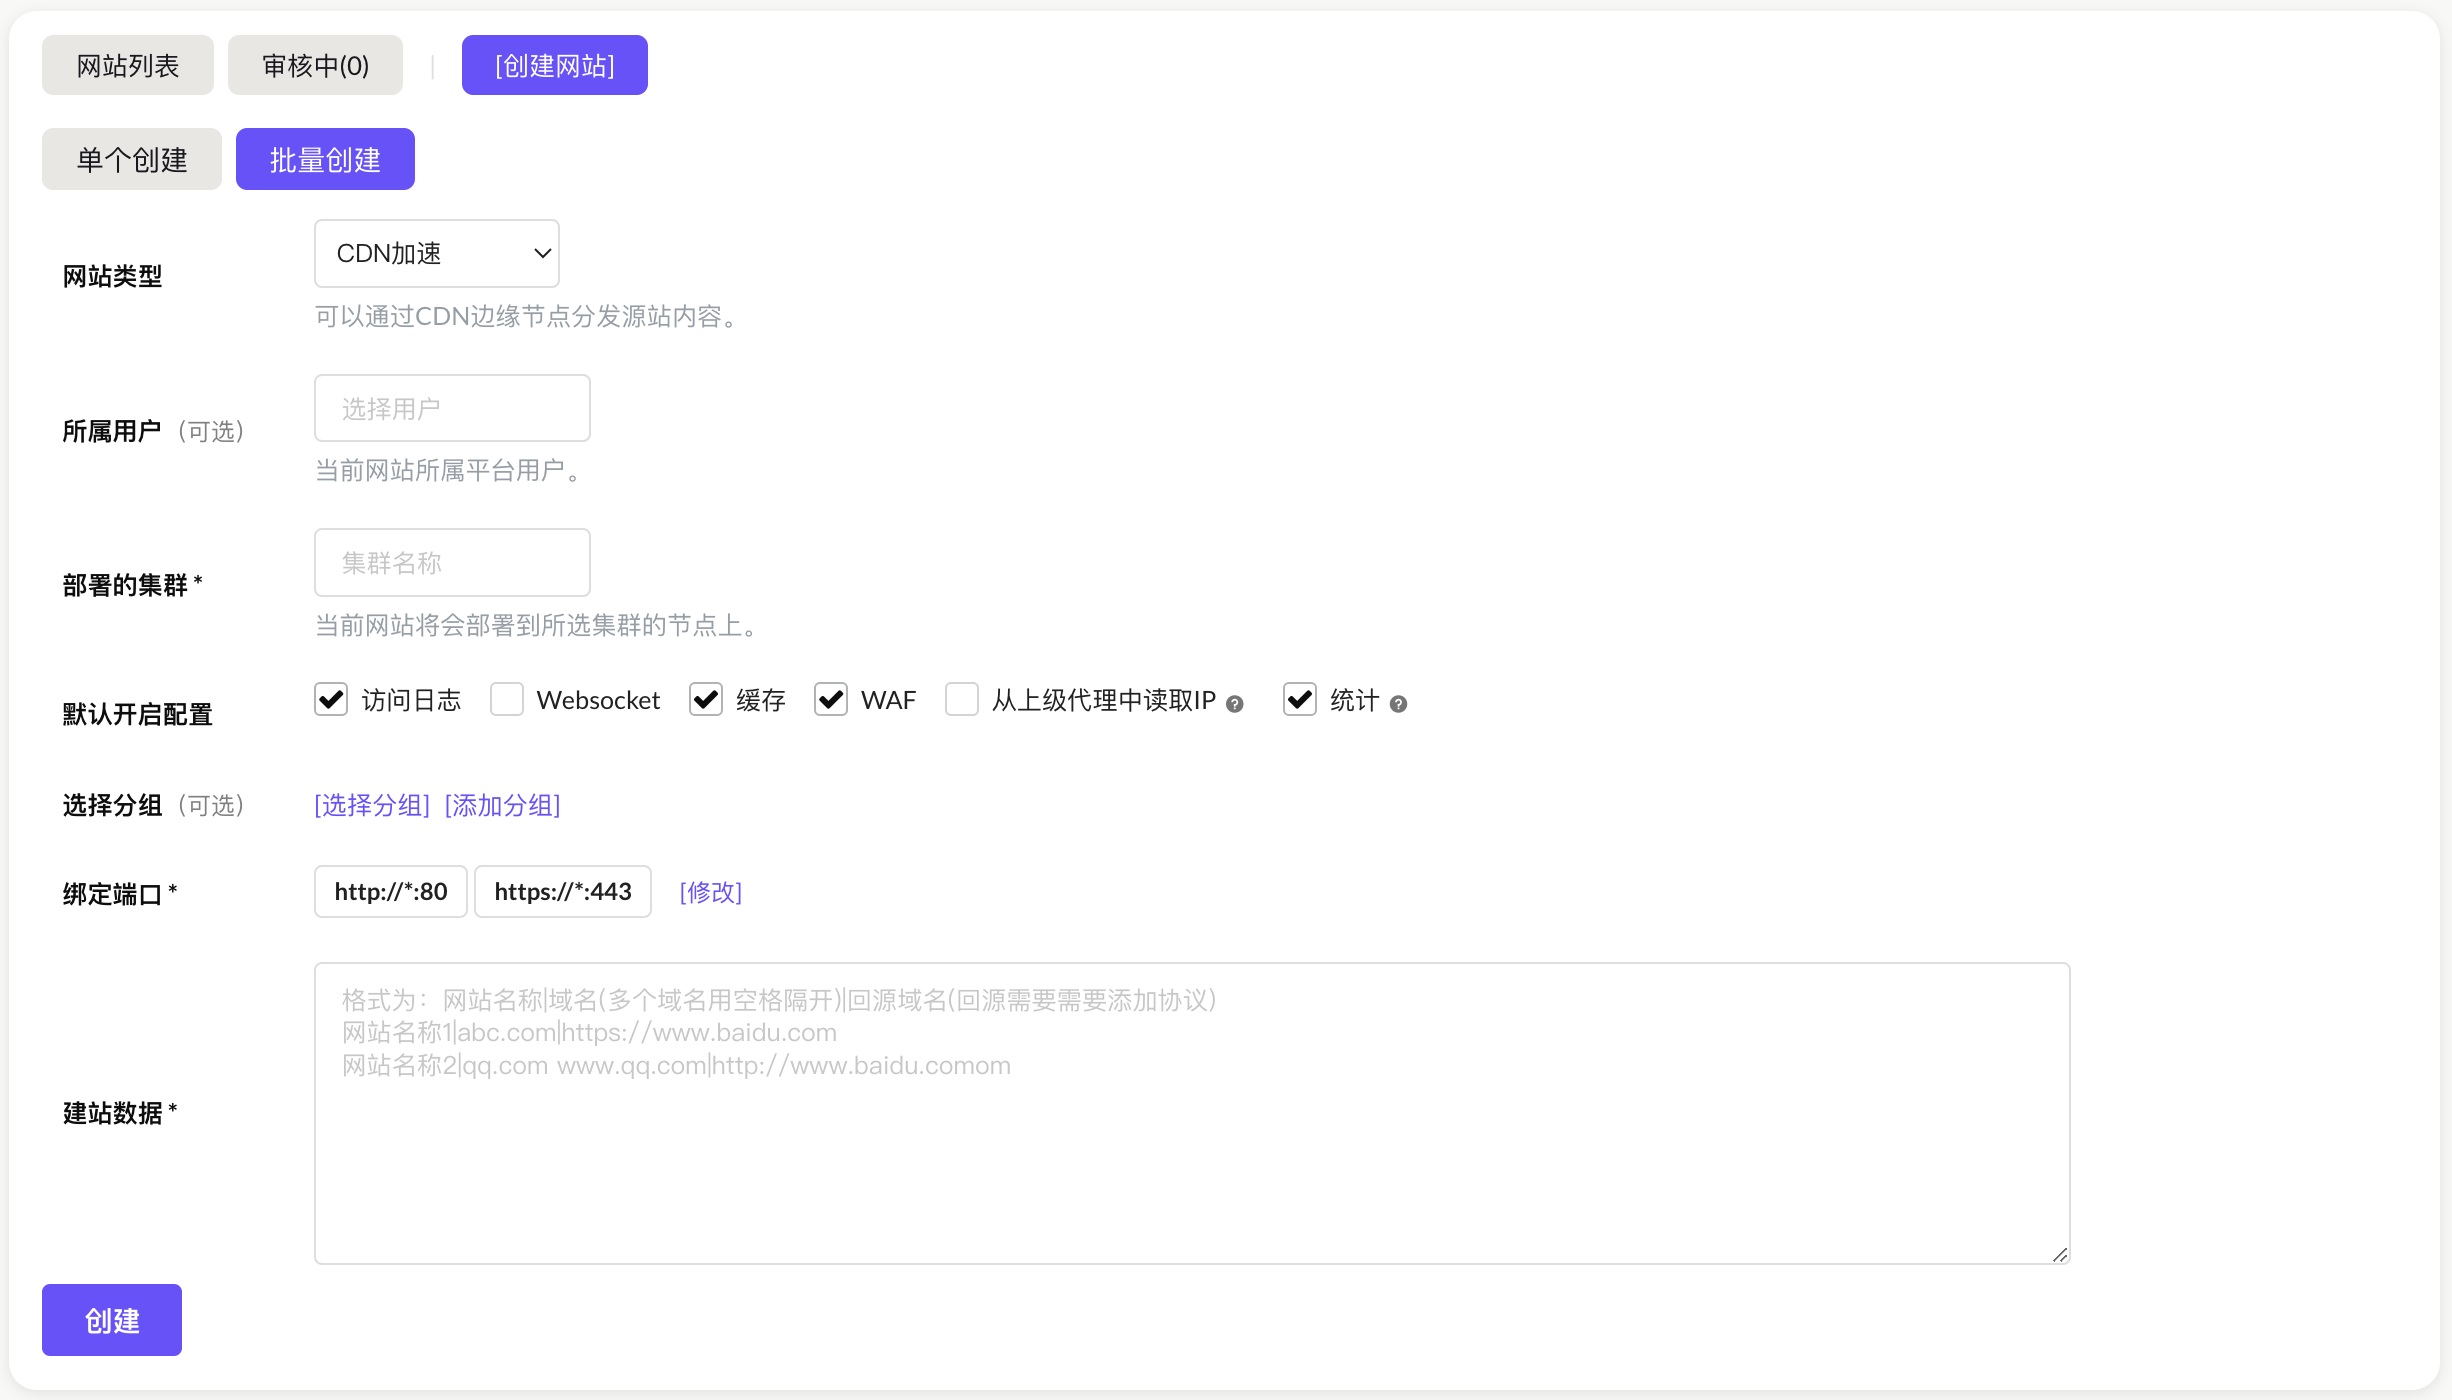 网站列表 审核中(0) | [创建网站]
单个创建 批量创建
网站类型 CDN加速
可以通过CDN边缘节点分发源站内容。
所属用户（可选） 选择用户
当前网站所属平台用户。
部署的集群 * 集群名称
当前网站将会部署到所选集群的节点上。
默认开启配置 访问日志 Websocket 缓存 WAF 从上级代理中读取IP 统计
选择分组（可选） [选择分组] [添加分组]
绑定端口 * http://*:80 https://*:443 [修改]
建站数据 *
格式为：网站名称|域名(多个域名用空格隔开)|回源域名(回源需要需要添加协议)
网站名称1|abc.com|https://www.baidu.com
网站名称2|qq.com www.qq.com|http://www.baidu.comom
创建